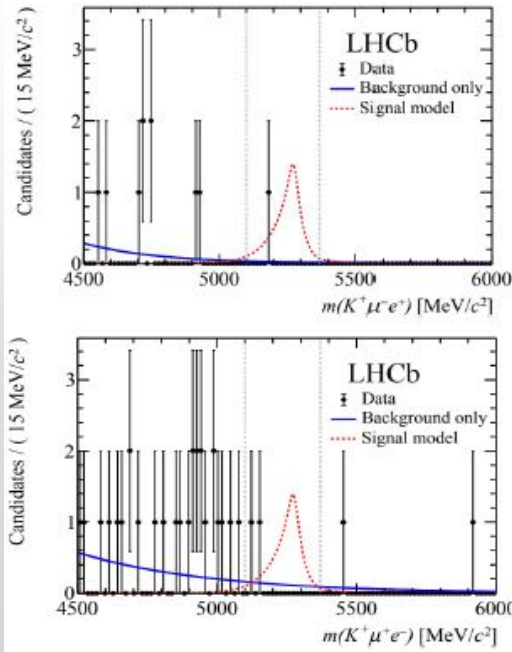 LHCb
Data
Background only
Signal model
Candidates / ( 15 MeV/c²)
3
2
1
0
4500 5000 5500 6000
m(K⁺μ⁻e⁺) [MeV/c²]
LHCb
Data
Background only
Signal model
Candidates / ( 15 MeV/c²)
3
2
1
0
4500 5000 5500 6000
m(K⁺μ⁺e⁻) [MeV/c²]